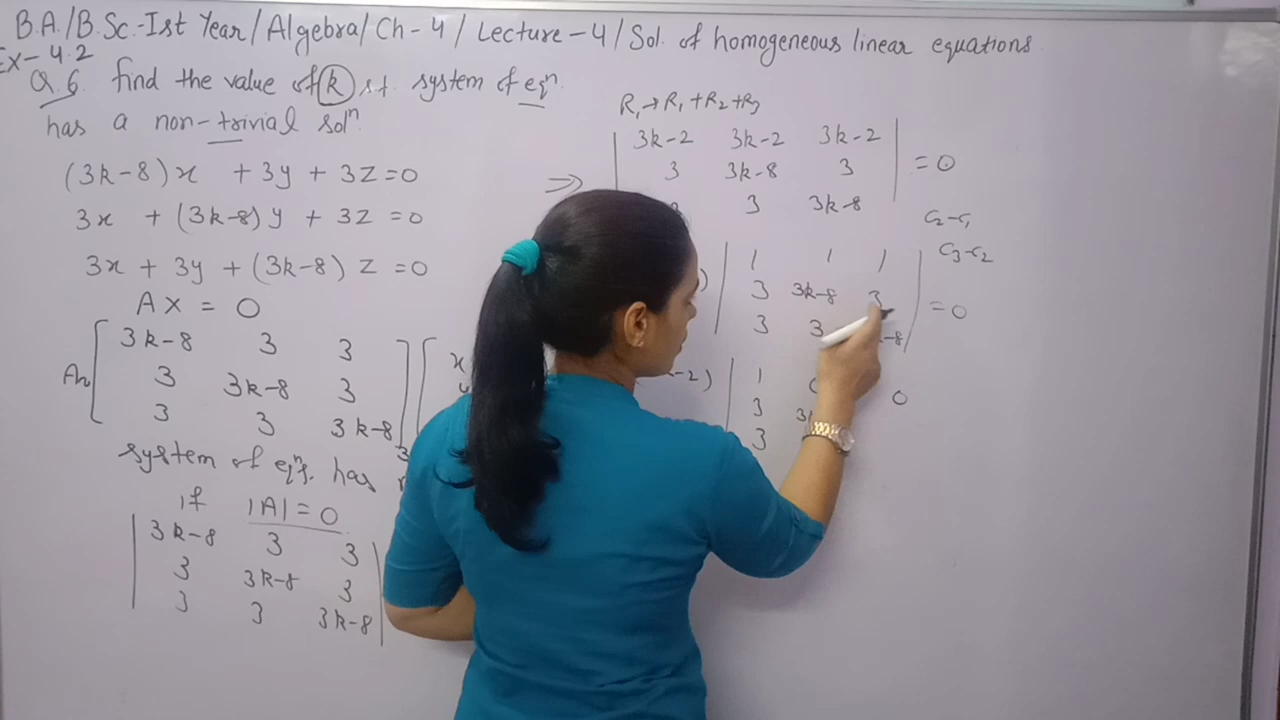 B.A./B.Sc.-Ist Year/Algebra/Ch-4/Lecture-4/Sol. of homogeneous linear equations
Ex-4.2
Q.6 find the value of k s.t. system of eqⁿ
has a non-trivial solⁿ.
(3k-8)x + 3y + 3z=0
3x + (3k-8)y + 3z =0
3x + 3y + (3k-8) z =0
AX = 0
3k-8 3 3
3 3k-8 3
3 3 3k-8
system of eqⁿs. has
if |A| = 0
3k-8 3 3
3 3k-8 3
3 3 3k-8
R₁→R₁+R₂+R₃
3k-2 3k-2 3k-2
⇒ 3 3k-8 3 =0
3 3k-8
C₂-C₁
C₃-C₂
1 1 1
3 3k-8 3 =0
3 3 -8
-2) 1 0
3 0
3